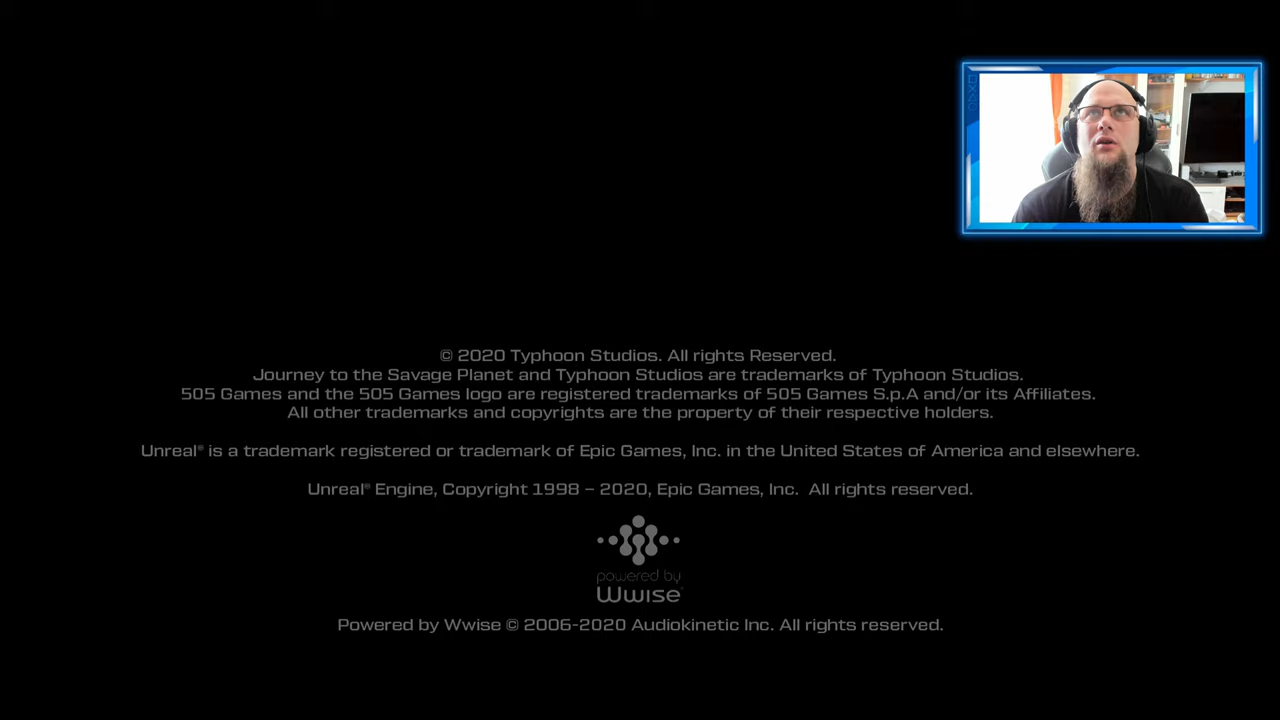 © 2020 Typhoon Studios. All rights Reserved.
Journey to the Savage Planet and Typhoon Studios are trademarks of Typhoon Studios.
505 Games and the 505 Games logo are registered trademarks of 505 Games S.p.A and/or its Affiliates.
All other trademarks and copyrights are the property of their respective holders.
Unreal® is a trademark registered or trademark of Epic Games, Inc. in the United States of America and elsewhere.
Unreal® Engine, Copyright 1998 – 2020, Epic Games, Inc. All rights reserved.
powered by
Wwise®
Powered by Wwise © 2006-2020 Audiokinetic Inc. All rights reserved.